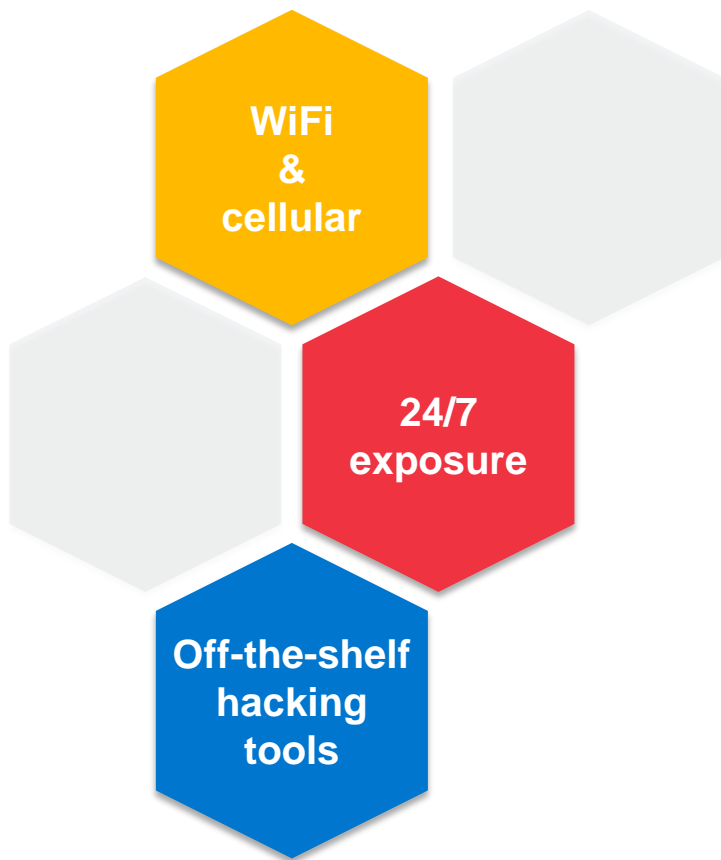 WiFi
&
cellular
24/7
exposure
Off-the-shelf
hacking
tools